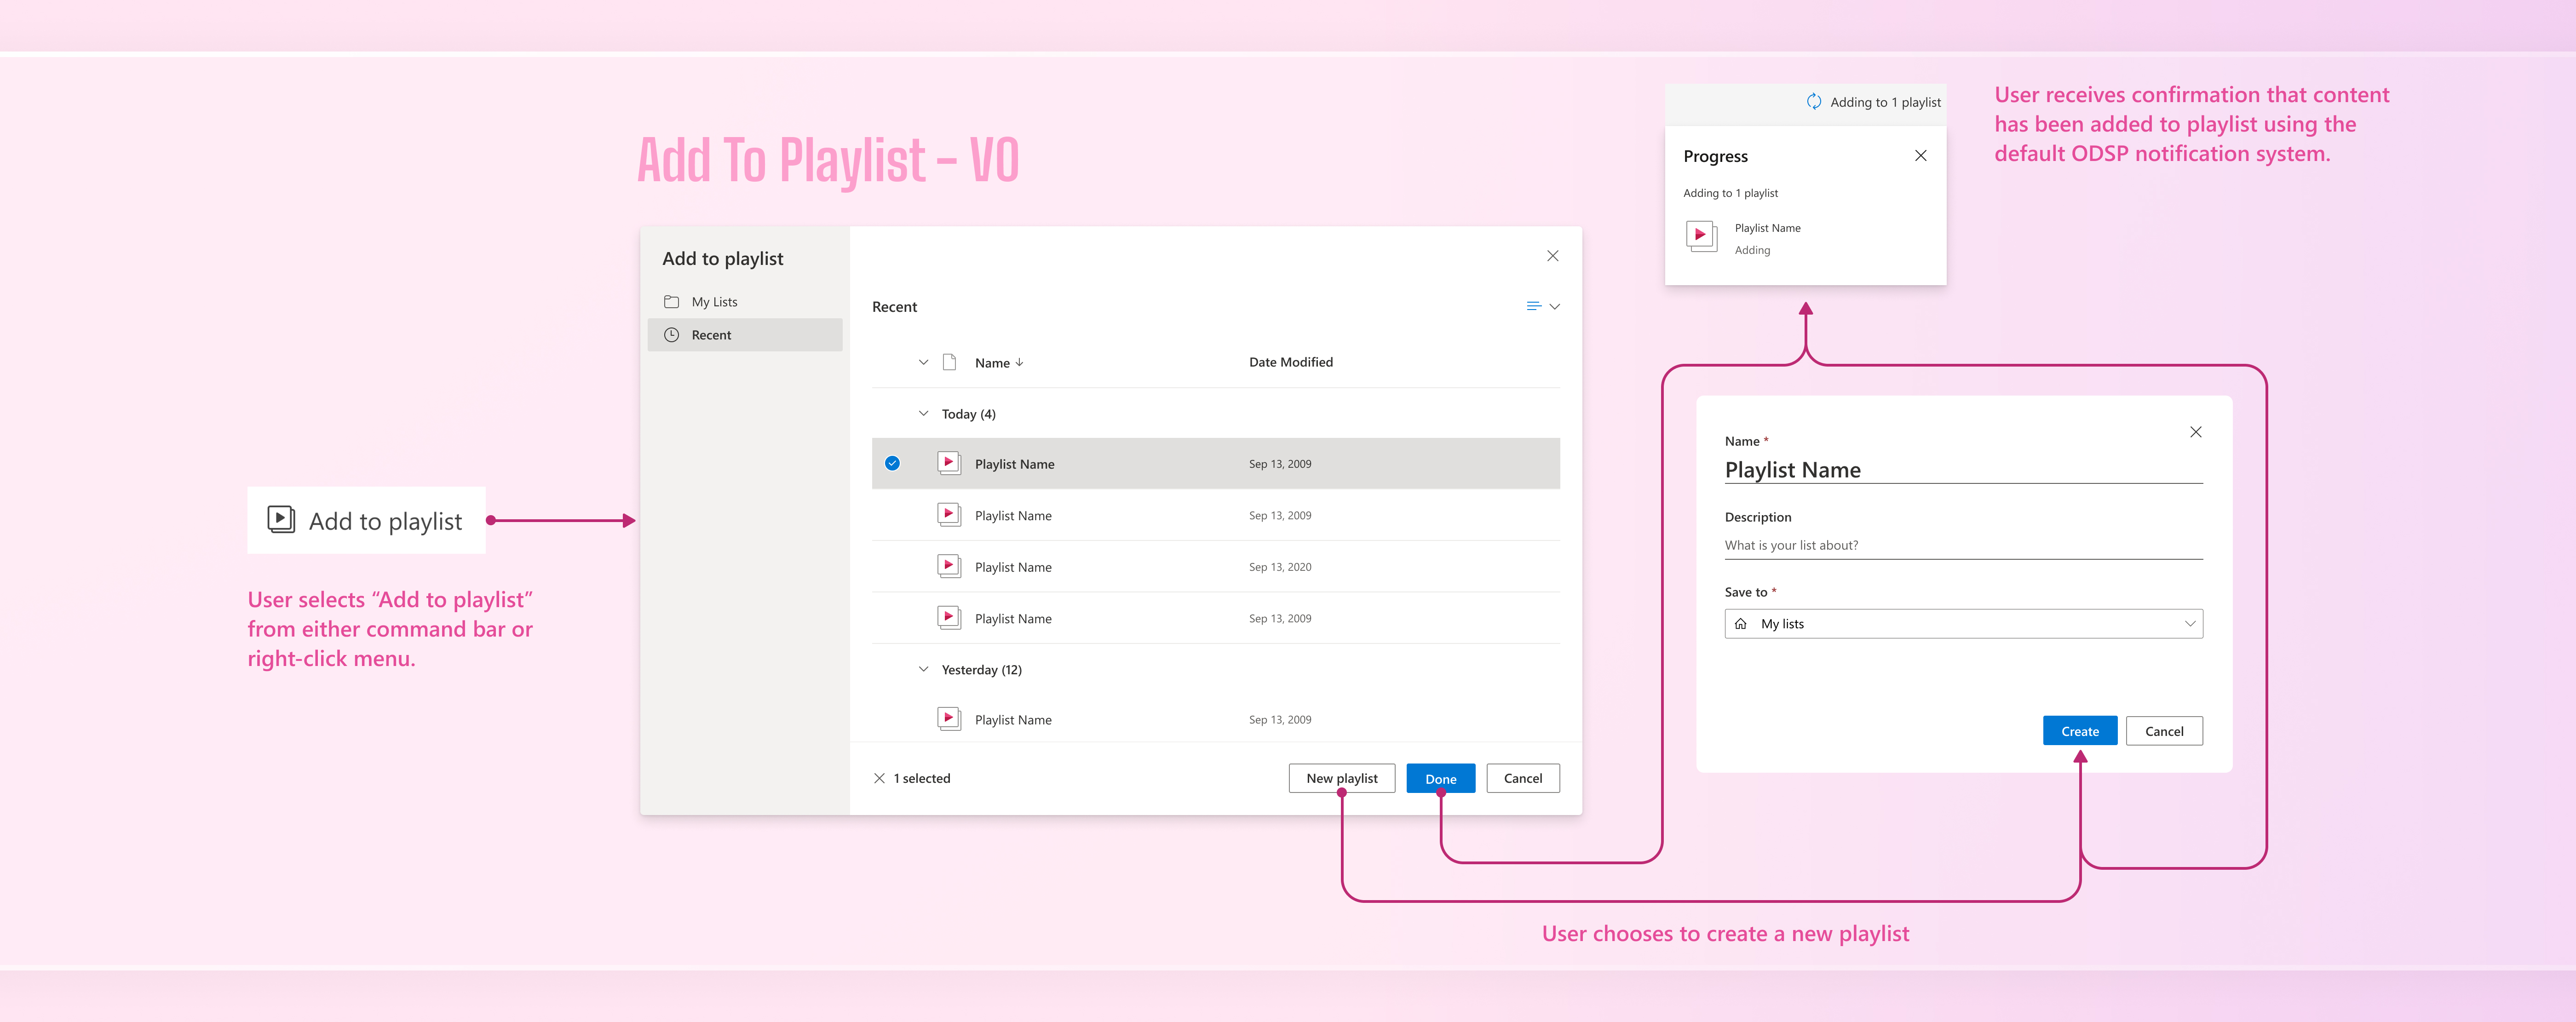 Add To Playlist - V0
Add to playlist
User selects “Add to playlist”
from either command bar or
right-click menu.
Add to playlist
My Lists
Recent
Recent
Name
Date Modified
Today (4)
Playlist Name
Sep 13, 2009
Playlist Name
Sep 13, 2009
Playlist Name
Sep 13, 2020
Playlist Name
Sep 13, 2009
Yesterday (12)
Playlist Name
Sep 13, 2009
1 selected
New playlist
Done
Cancel
Adding to 1 playlist
Progress
Adding to 1 playlist
Playlist Name
Adding
User receives confirmation that content
has been added to playlist using the
default ODSP notification system.
Name *
Playlist Name
Description
What is your list about?
Save to *
My lists
Create
Cancel
User chooses to create a new playlist